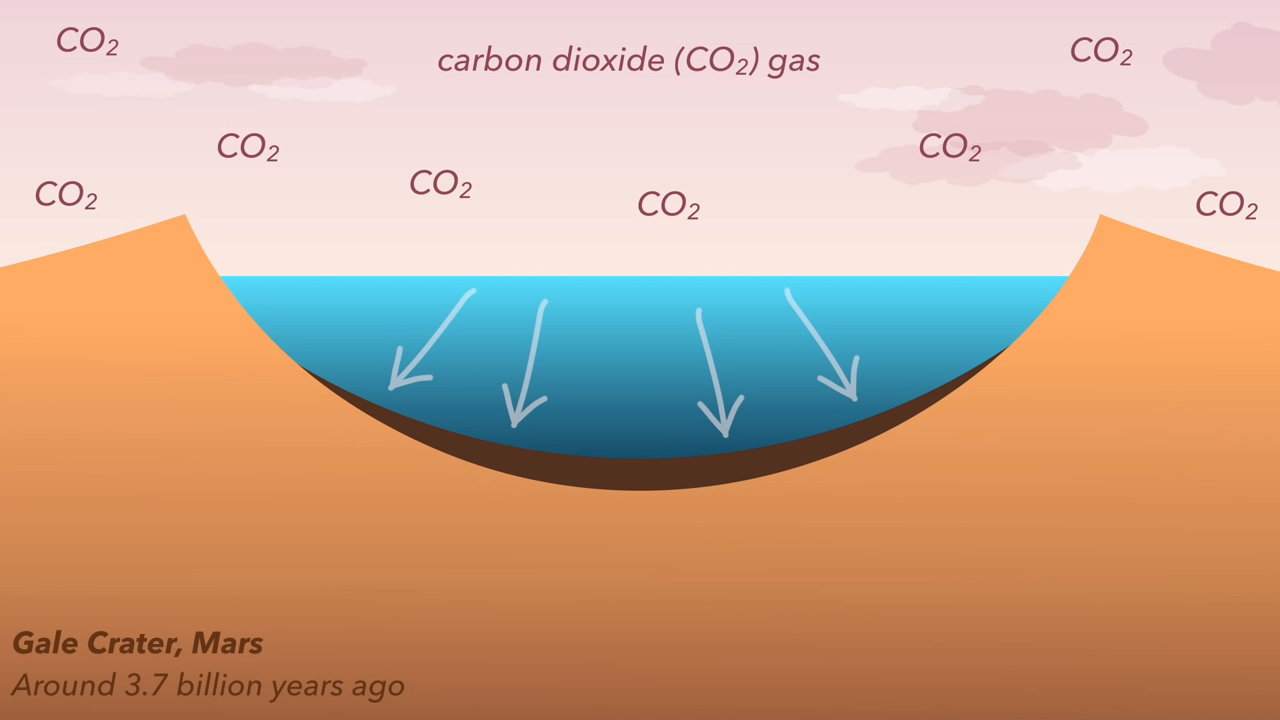 CO₂
carbon dioxide (CO₂) gas
CO₂
CO₂
CO₂
CO₂
CO₂
CO₂
CO₂
Gale Crater, Mars
Around 3.7 billion years ago